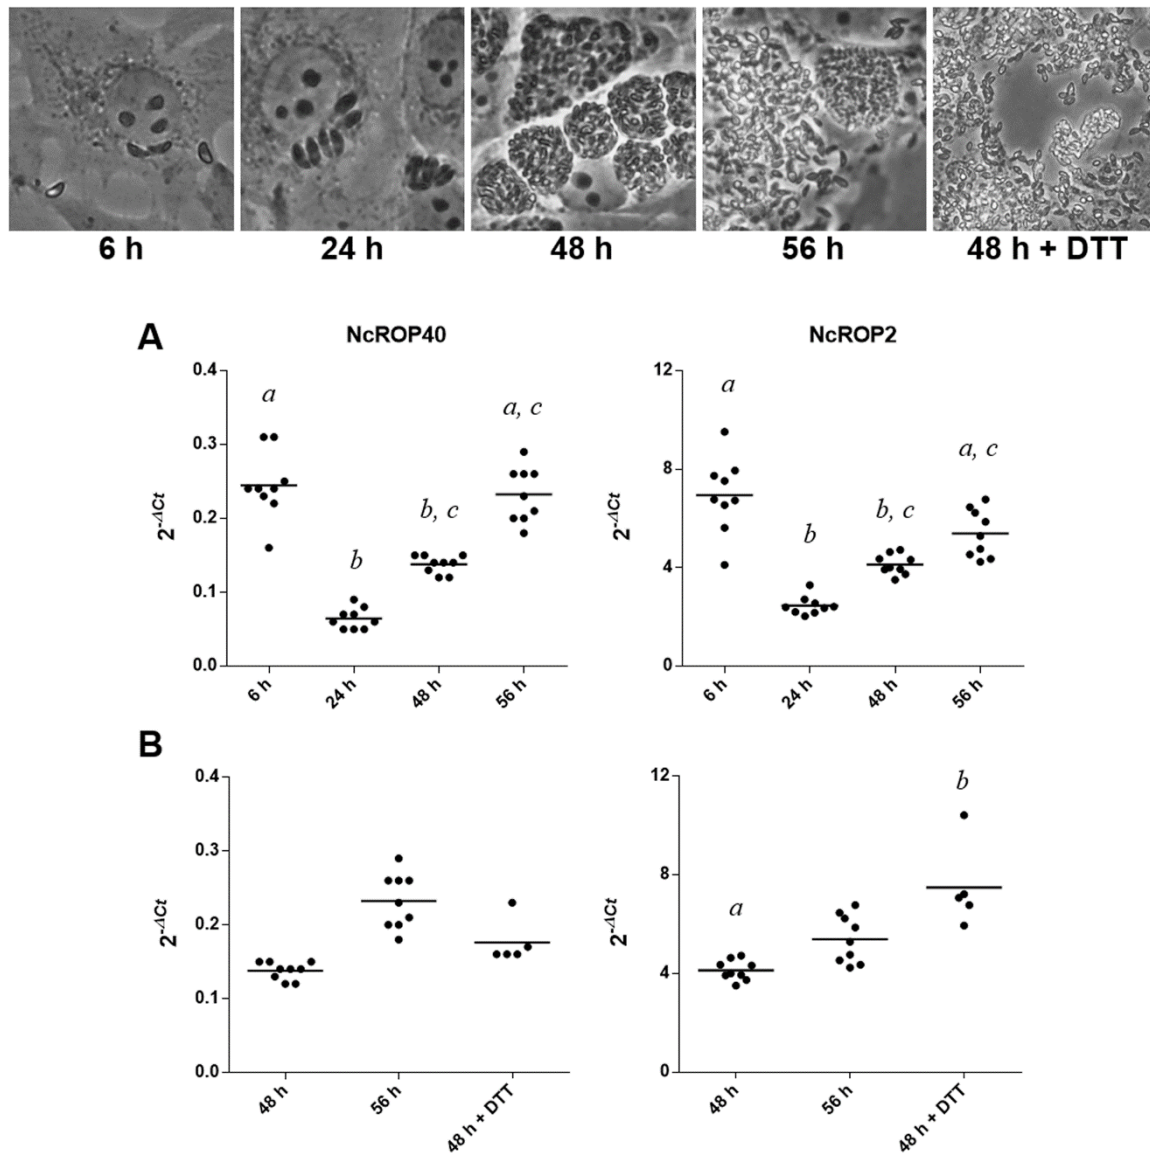 6 h 24 h 48 h 56 h 48 h + DTT
A NcROP40 NcROP2
0.4
0.3
0.2
0.1
0.0
2^-ΔCt
a
b
b, c
a, c
6 h 24 h 48 h 56 h
12
8
4
0
2^-ΔCt
a
b
b, c
a, c
6 h 24 h 48 h 56 h
B
0.4
0.3
0.2
0.1
0.0
2^-ΔCt
48 h 56 h 48 h + DTT
12
8
4
0
2^-ΔCt
a
b
48 h 56 h 48 h + DTT